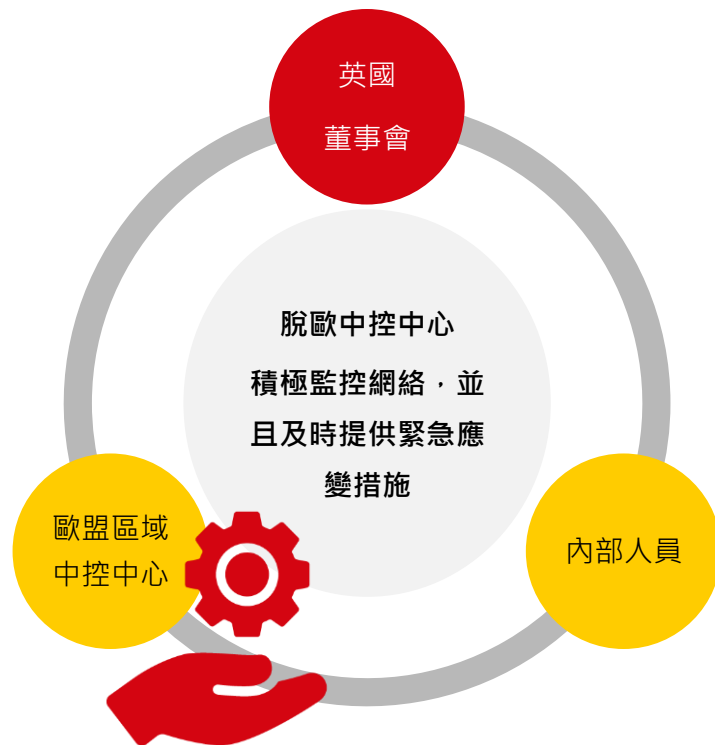 英國
董事會
脫歐中控中心
積極監控網絡，並
且及時提供緊急應
變措施
歐盟區域
中控中心
內部人員